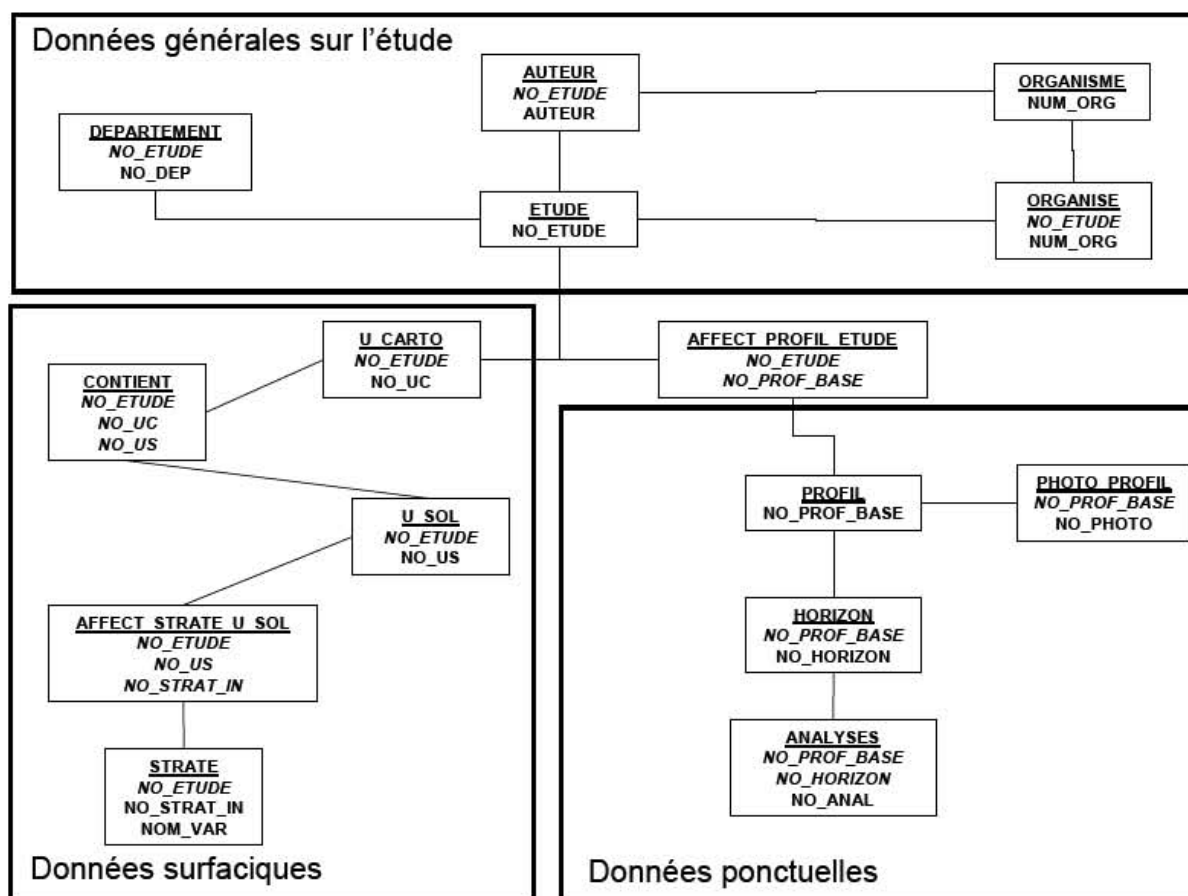 Données générales sur l'étude
AUTEUR
NO_ETUDE
AUTEUR
ORGANISME
NUM_ORG
DEPARTEMENT
NO_ETUDE
NO_DEP
ETUDE
NO_ETUDE
ORGANISE
NO_ETUDE
NUM_ORG
U_CARTO
NO_ETUDE
NO_UC
AFFECT_PROFIL_ETUDE
NO_ETUDE
NO_PROF_BASE
CONTIENT
NO_ETUDE
NO_UC
NO_US
U_SOL
NO_ETUDE
NO_US
AFFECT_STRATE_U_SOL
NO_ETUDE
NO_US
NO_STRAT_IN
STRATE
NO_ETUDE
NO_STRAT_IN
NOM_VAR
Données surfaciques
PROFIL
NO_PROF_BASE
PHOTO_PROFIL
NO_PROF_BASE
NO_PHOTO
HORIZON
NO_PROF_BASE
NO_HORIZON
ANALYSES
NO_PROF_BASE
NO_HORIZON
NO_ANAL
Données ponctuelles